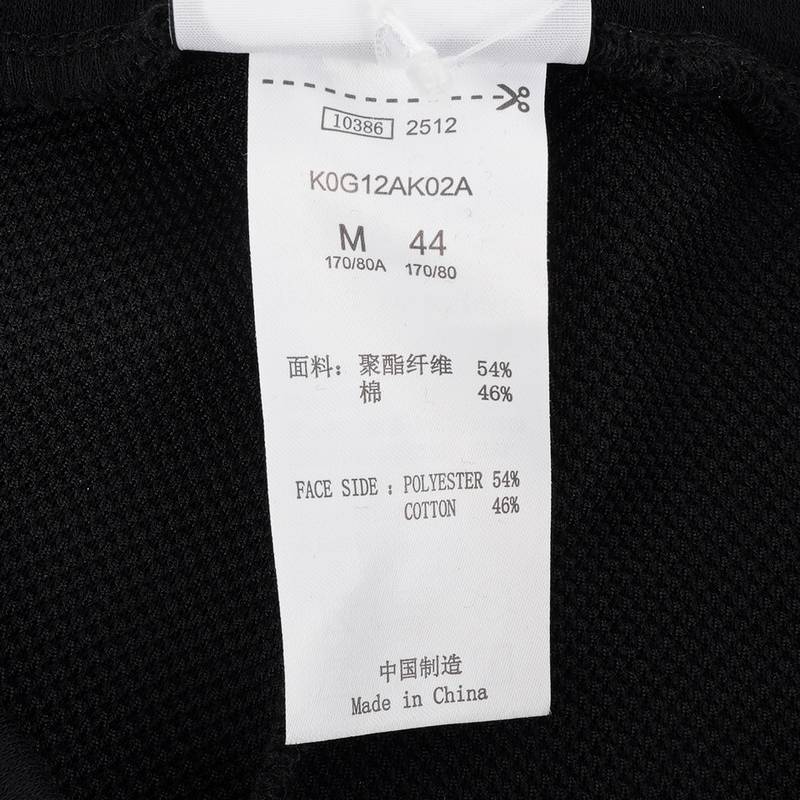 10386 2512
K0G12AK02A
M 44
170/80A 170/80
面料：聚酯纤维 54%
棉 46%
FACE SIDE : POLYESTER 54%
COTTON 46%
中国制造
Made in China